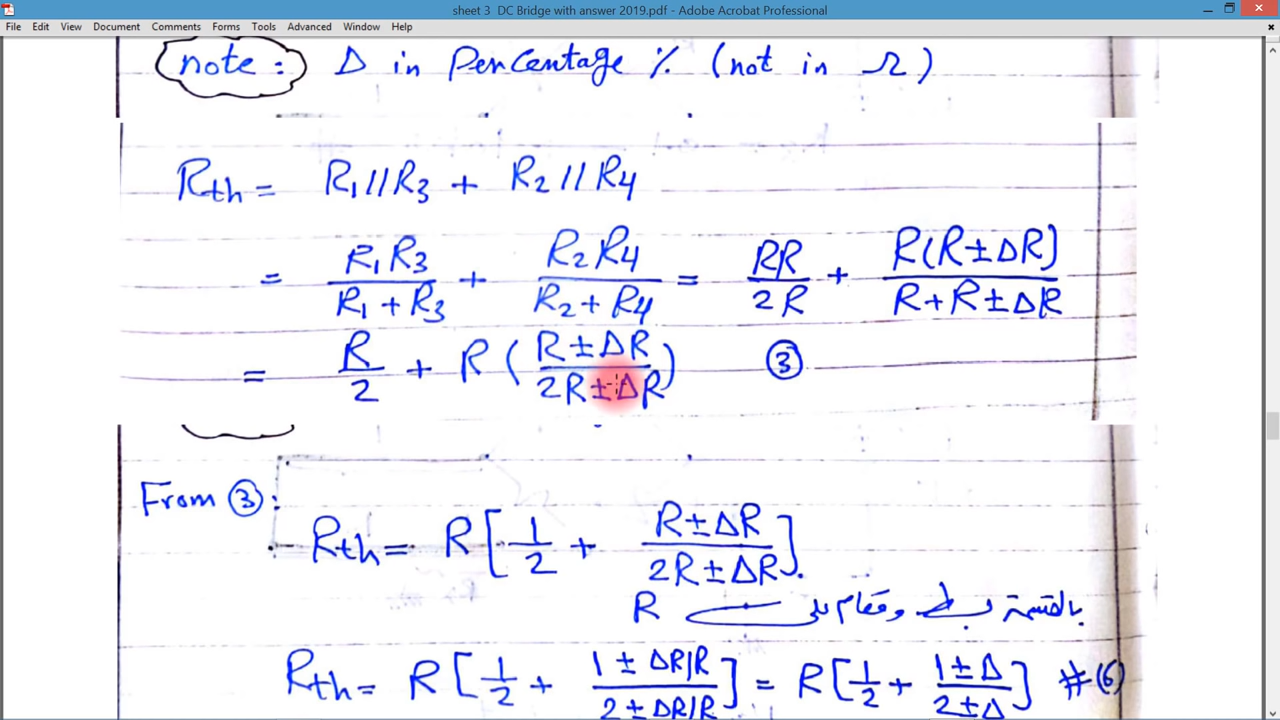 sheet 3 DC Bridge with answer 2019.pdf - Adobe Acrobat Professional
File Edit View Document Comments Forms Tools Advanced Window Help
note: Δ in Percentage % (not in Ω)
Rth = R1//R3 + R2//R4
= R1R3/(R1+R3) + R2R4/(R2+R4) = RR/2R + R(R±ΔR)/(R+R±ΔR)
= R/2 + R((R±ΔR)/(2R±ΔR)) ③
From ③:
Rth = R[1/2 + (R±ΔR)/(2R±ΔR)].
بالقسمة بسط ومقام على R
Rth = R[1/2 + (1±ΔR/R)/(2±ΔR/R)] = R[1/2 + (1±Δ)/(2±Δ)] #(6)